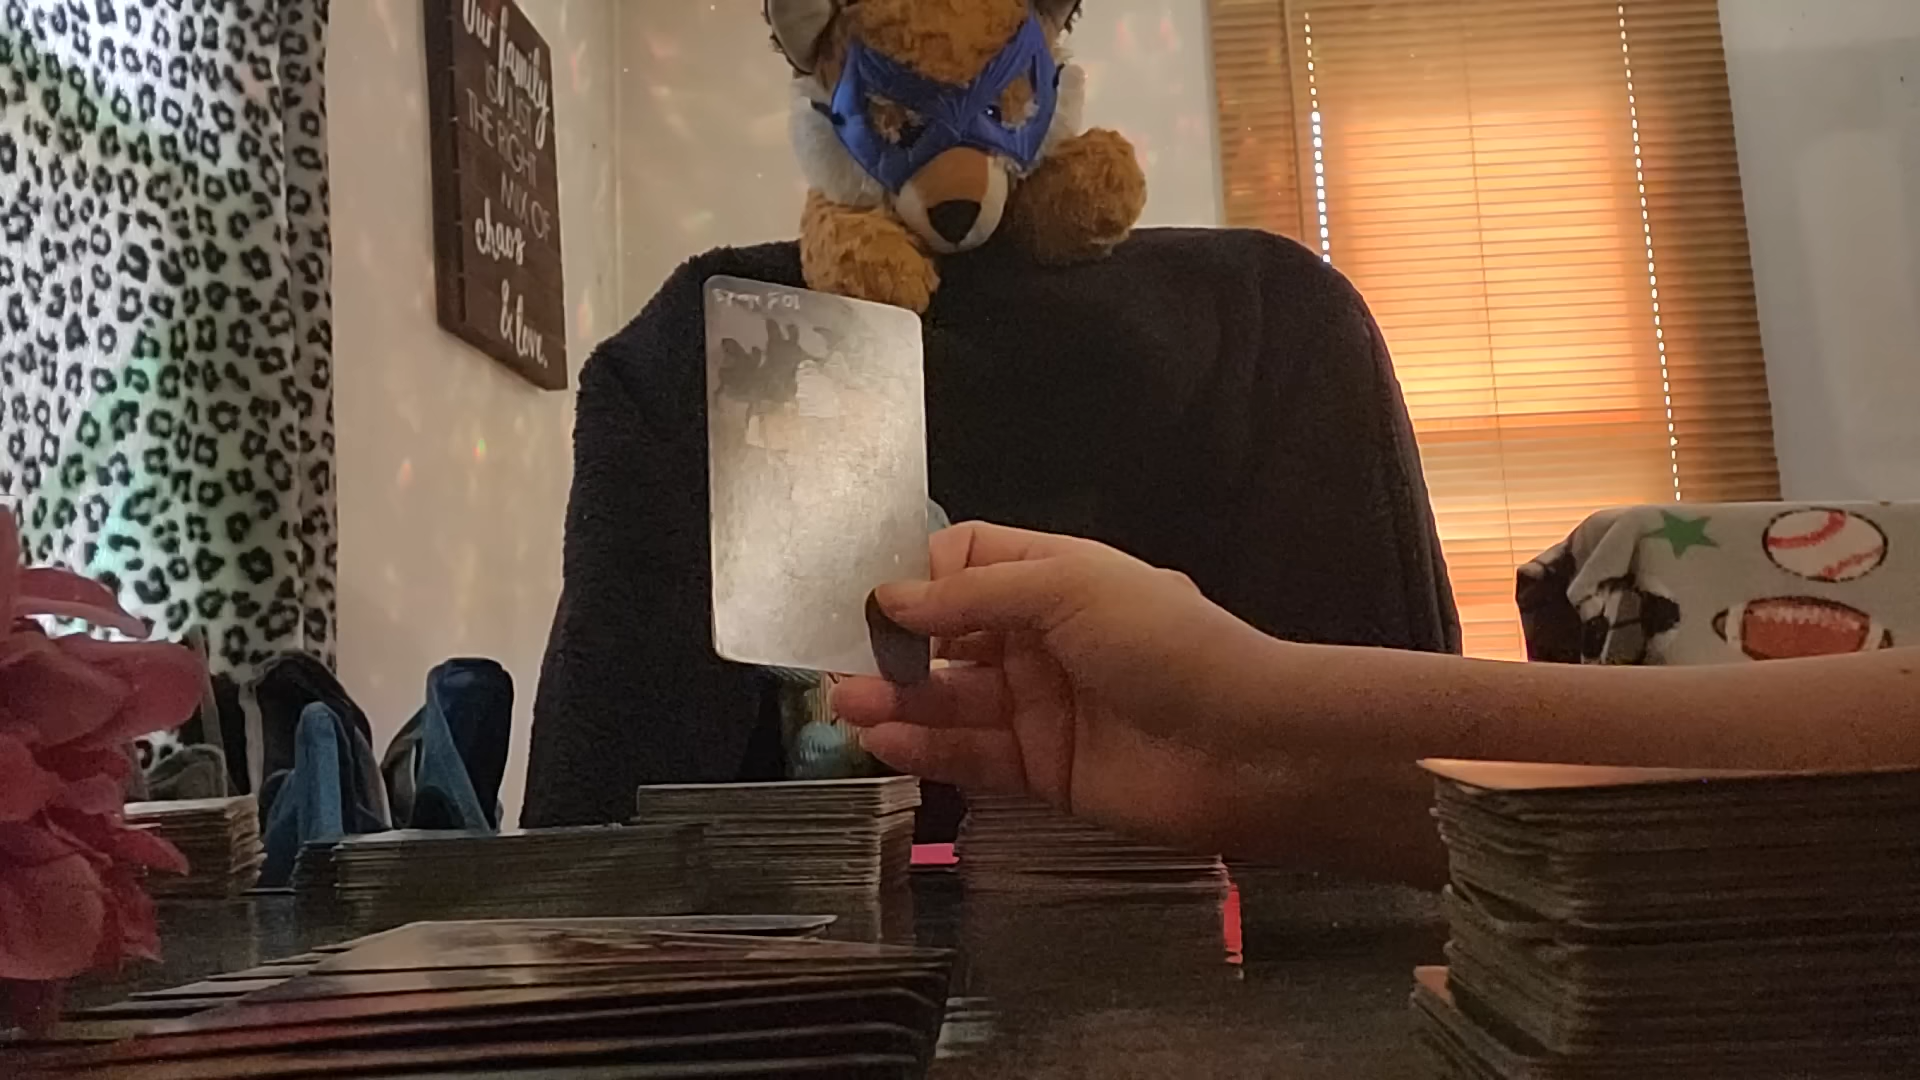 Our family
IS JUST
THE RIGHT
MIX OF
chaos
& love.